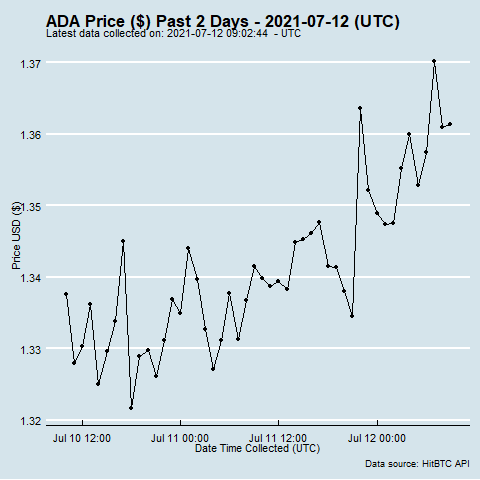 ADA Price ($) Past 2 Days - 2021-07-12 (UTC)
Latest data collected on: 2021-07-12 09:02:44  - UTC
1.37
1.36
1.35
1.34
1.33
1.32
Price USD ($)
Jul 10 12:00
Jul 11 00:00
Jul 11 12:00
Jul 12 00:00
Date Time Collected (UTC)
Data source: HitBTC API